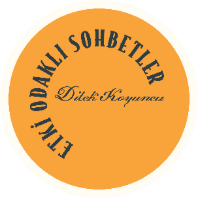 ETKİ ODAKLI SOHBETLER
Dilek Koyuncu